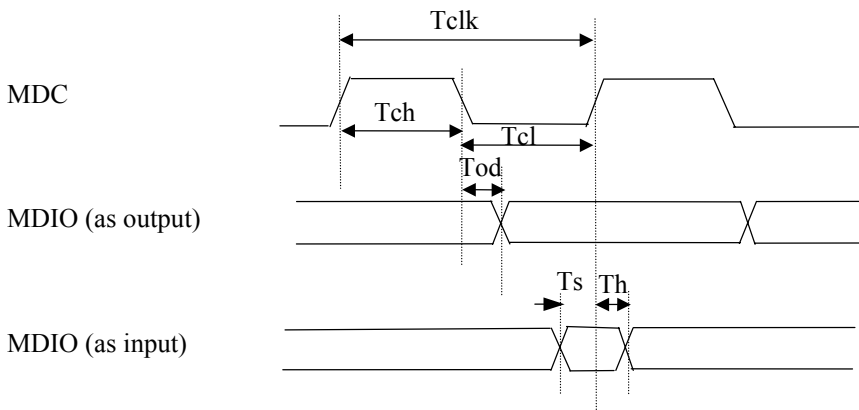 Tclk
MDC
Tch
Tcl
Tod
MDIO (as output)
Ts Th
MDIO (as input)